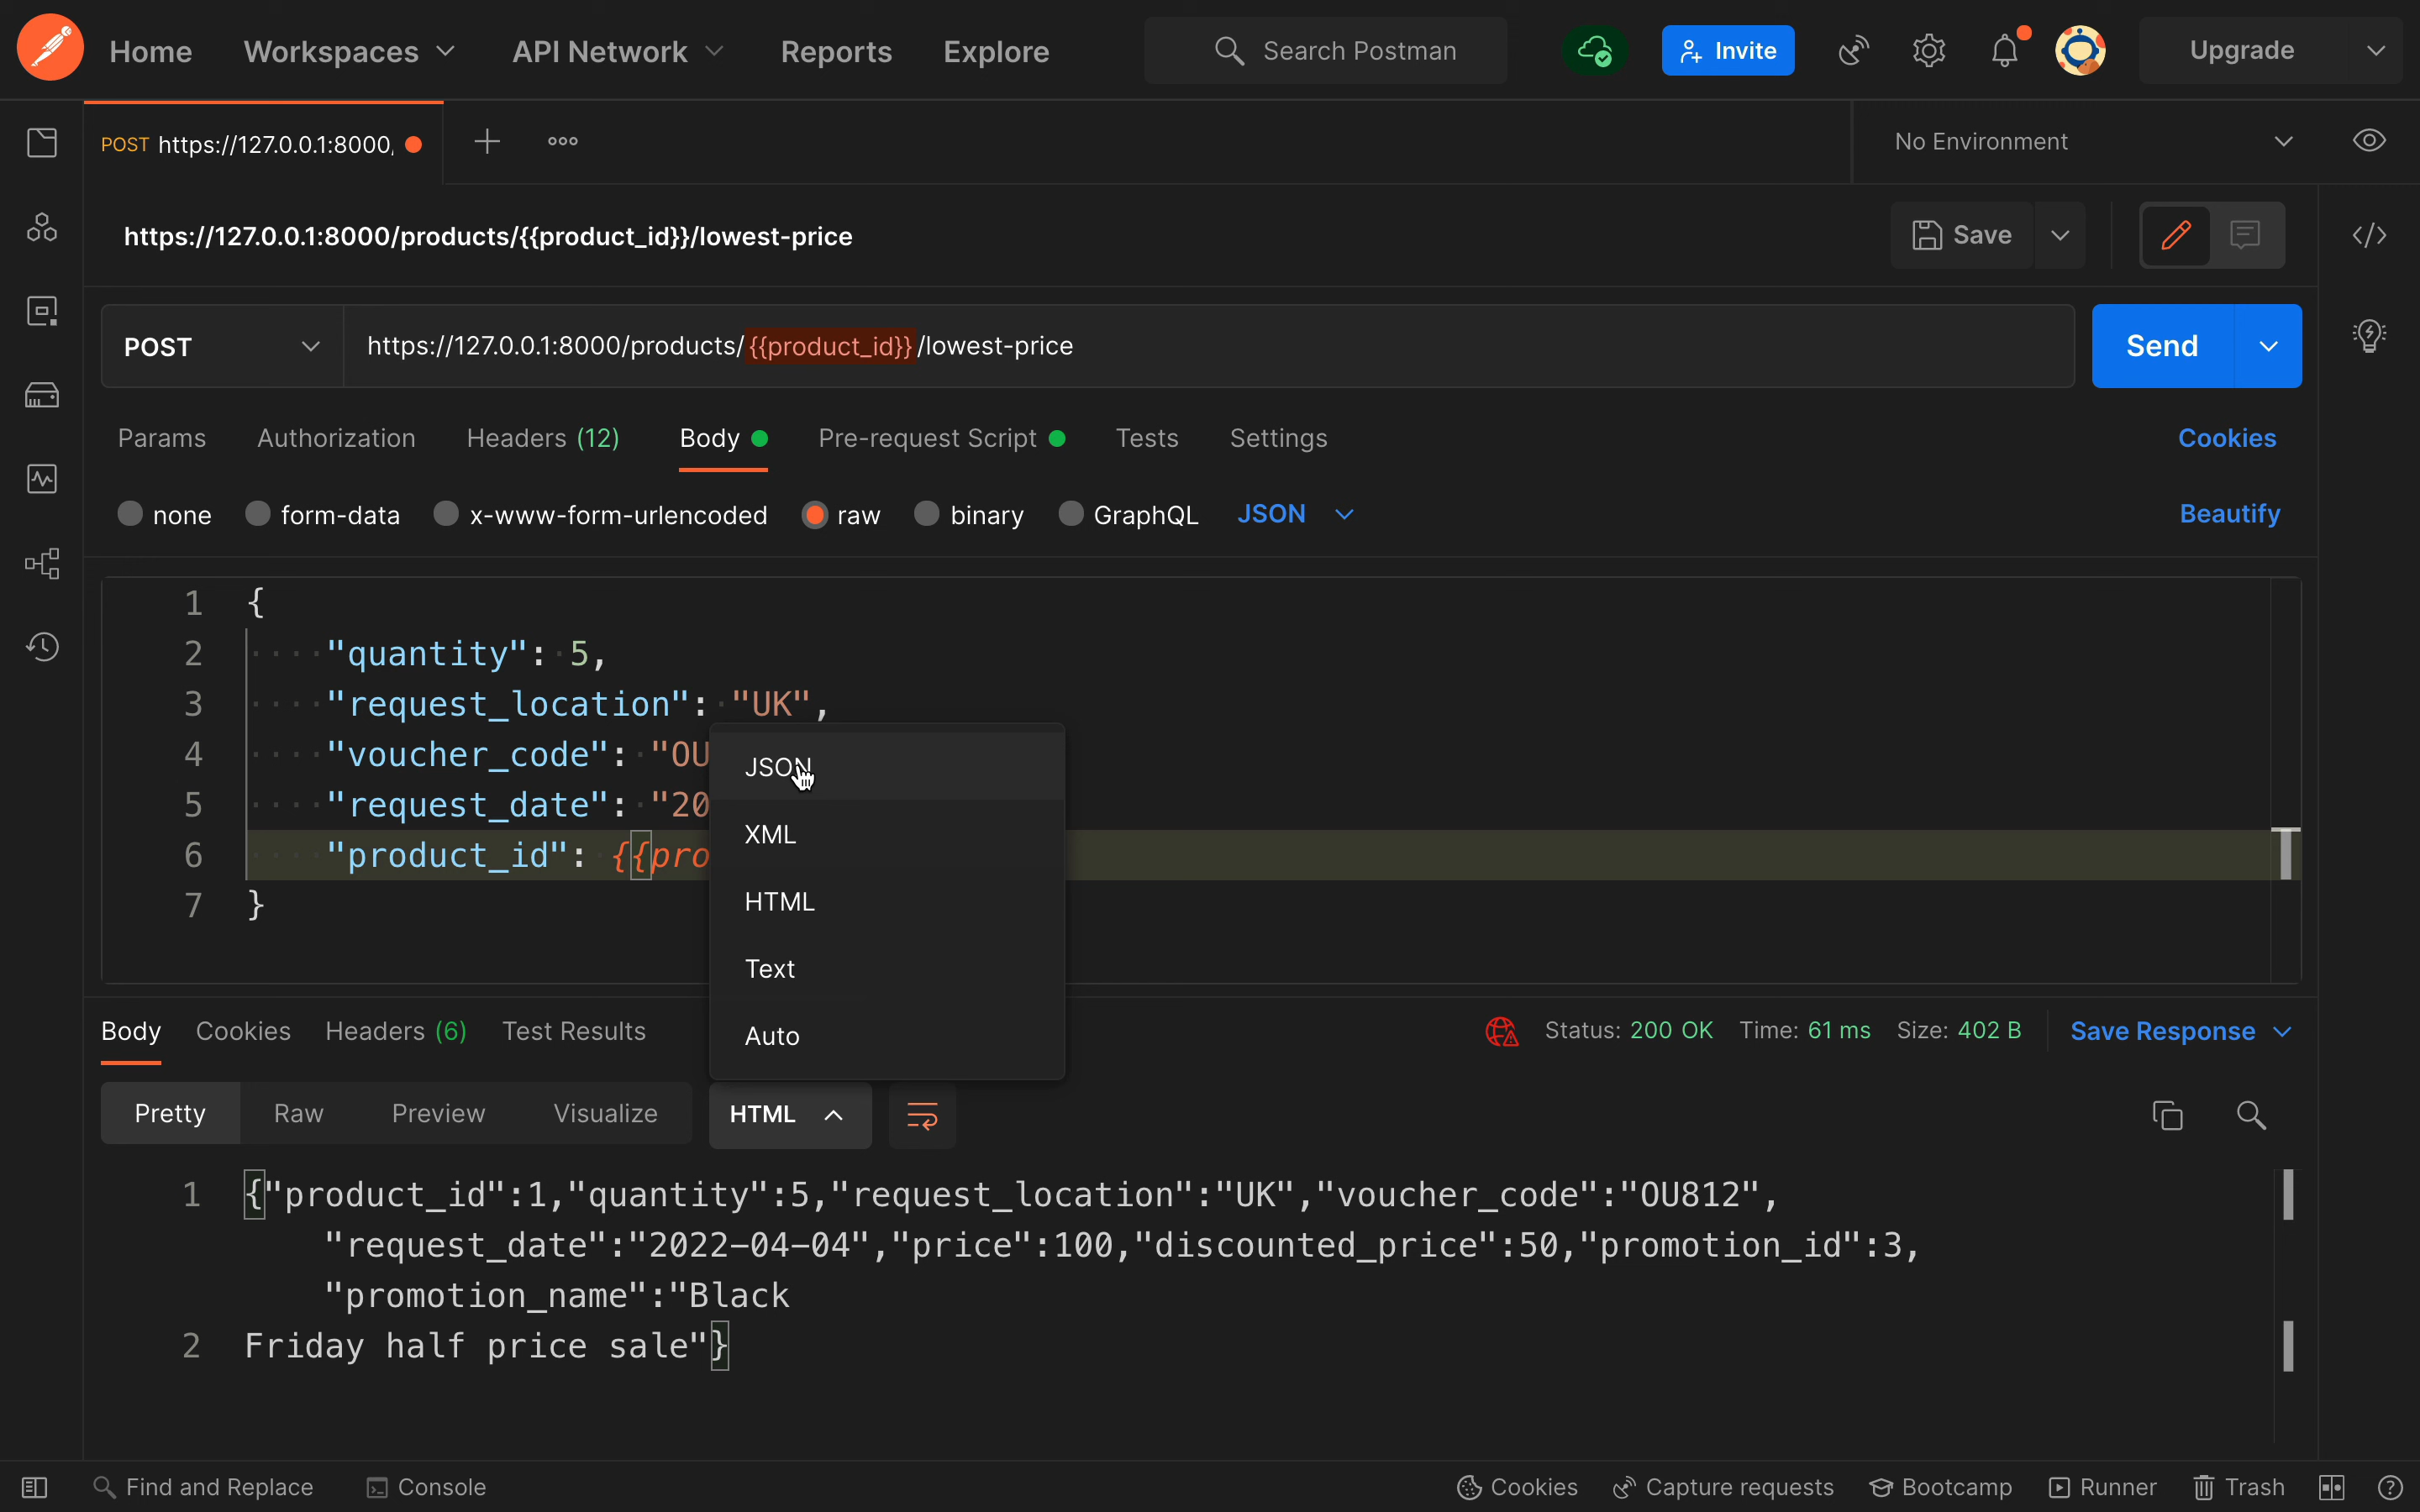 Home Workspaces API Network Reports Explore Search Postman Invite Upgrade
POST https://127.0.0.1:8000/ No Environment
https://127.0.0.1:8000/products/{{product_id}}/lowest-price Save
POST https://127.0.0.1:8000/products/{{product_id}}/lowest-price Send
Params Authorization Headers (12) Body Pre-request Script Tests Settings Cookies
none form-data x-www-form-urlencoded raw binary GraphQL JSON Beautify
1 {
2 "quantity": 5,
3 "request_location": "UK",
4 "voucher_code": "OU
5 "request_date": "20
6 "product_id": {{pro
7 }
JSON
XML
HTML
Text
Auto
Body Cookies Headers (6) Test Results Status: 200 OK Time: 61 ms Size: 402 B Save Response
Pretty Raw Preview Visualize HTML
1 {"product_id":1,"quantity":5,"request_location":"UK","voucher_code":"OU812",
"request_date":"2022-04-04","price":100,"discounted_price":50,"promotion_id":3,
"promotion_name":"Black
2 Friday half price sale"}
Find and Replace Console Cookies Capture requests Bootcamp Runner Trash